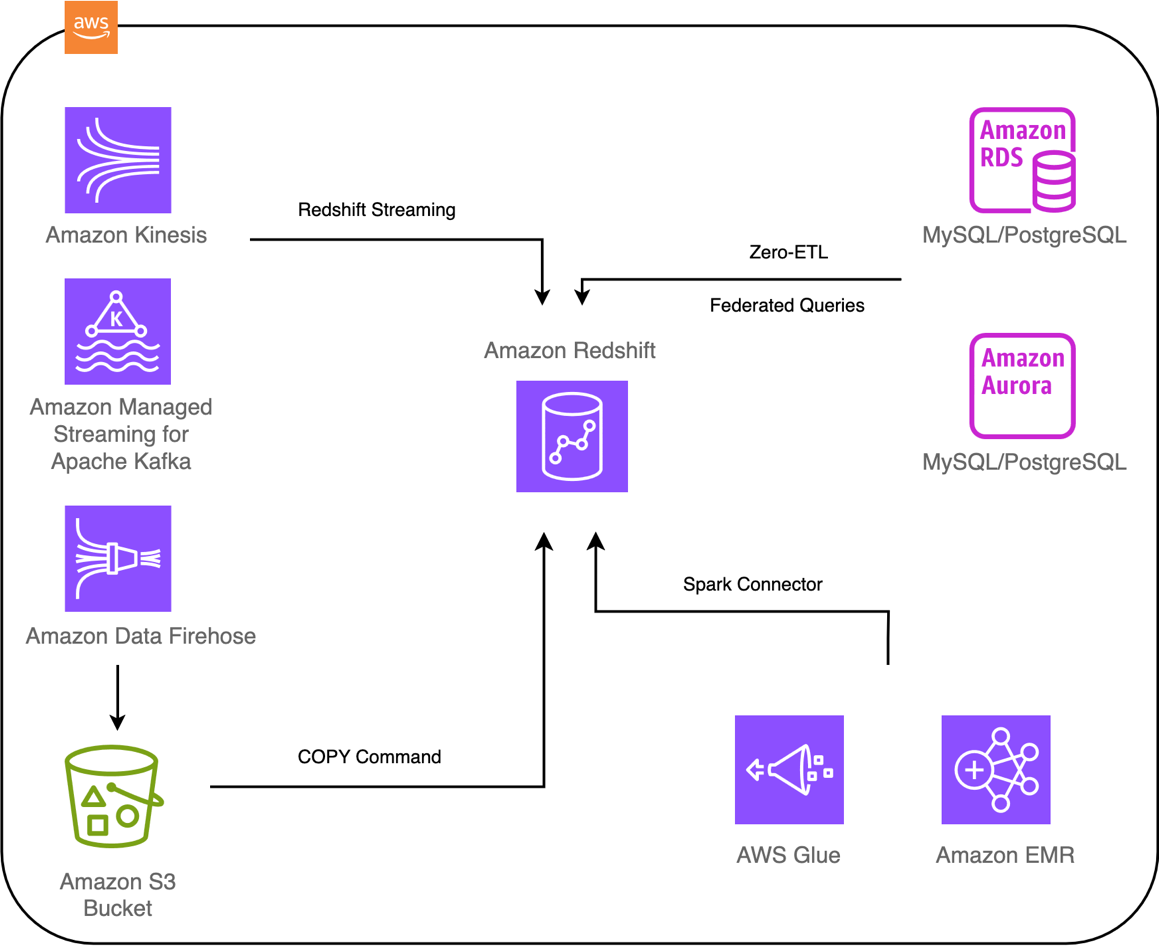 aws
Amazon Kinesis
Redshift Streaming
Amazon
RDS
MySQL/PostgreSQL
Zero-ETL
Federated Queries
K
Amazon Managed
Streaming for
Apache Kafka
Amazon Redshift
Amazon
Aurora
MySQL/PostgreSQL
Amazon Data Firehose
Spark Connector
COPY Command
Amazon S3
Bucket
AWS Glue
Amazon EMR